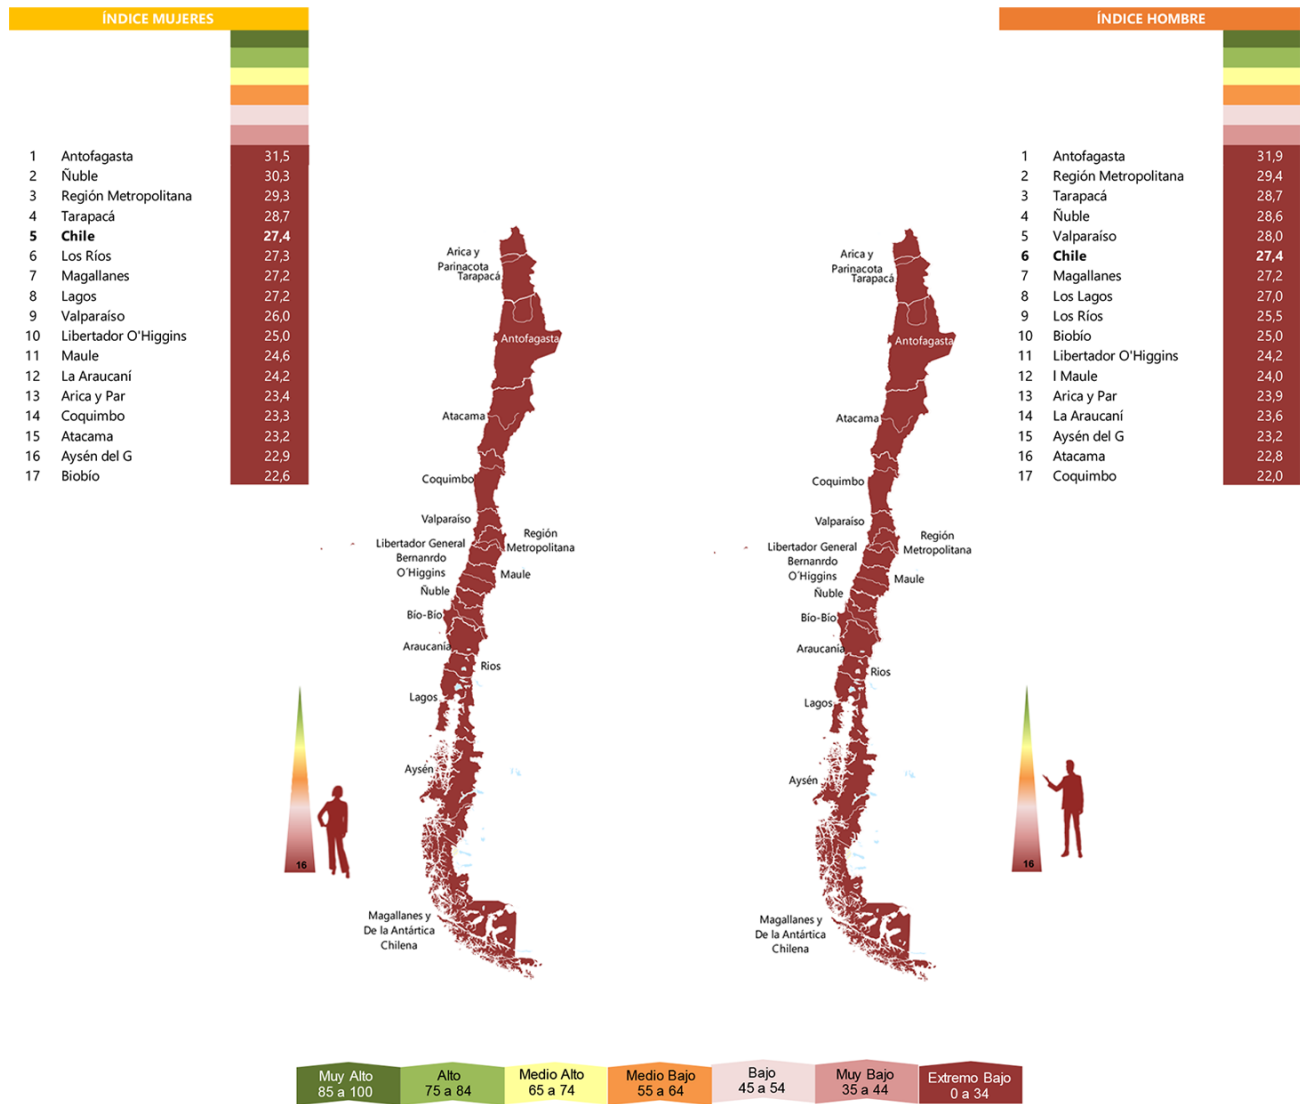 ÍNDICE MUJERES
1 Antofagasta 31,5
2 Ñuble 30,3
3 Región Metropolitana 29,3
4 Tarapacá 28,7
5 Chile 27,4
6 Los Ríos 27,3
7 Magallanes 27,2
8 Lagos 27,2
9 Valparaíso 26,0
10 Libertador O'Higgins 25,0
11 Maule 24,6
12 La Araucaní 24,2
13 Arica y Par 23,4
14 Coquimbo 23,3
15 Atacama 23,2
16 Aysén del G 22,9
17 Biobío 22,6
ÍNDICE HOMBRE
1 Antofagasta 31,9
2 Región Metropolitana 29,4
3 Tarapacá 28,7
4 Ñuble 28,6
5 Valparaíso 28,0
6 Chile 27,4
7 Magallanes 27,2
8 Los Lagos 27,0
9 Los Ríos 25,5
10 Biobío 25,0
11 Libertador O'Higgins 24,2
12 l Maule 24,0
13 Arica y Par 23,9
14 La Araucaní 23,6
15 Aysén del G 23,2
16 Atacama 22,8
17 Coquimbo 22,0
Arica y
Parinacota
Tarapacá
Antofagasta
Atacama
Coquimbo
Valparaíso
Región
Metropolitana
Libertador General
Bernanrdo
O´Higgins
Maule
Ñuble
Bío-Bío
Araucanía
Rios
Lagos
Aysén
Magallanes y
De la Antártica
Chilena
16
Arica y
Parinacota
Tarapacá
Antofagasta
Atacama
Coquimbo
Valparaíso
Región
Metropolitana
Libertador General
Bernanrdo
O´Higgins
Maule
Ñuble
Bío-Bío
Araucanía
Rios
Lagos
Aysén
Magallanes y
De la Antártica
Chilena
16
Muy Alto
85 a 100
Alto
75 a 84
Medio Alto
65 a 74
Medio Bajo
55 a 64
Bajo
45 a 54
Muy Bajo
35 a 44
Extremo Bajo
0 a 34